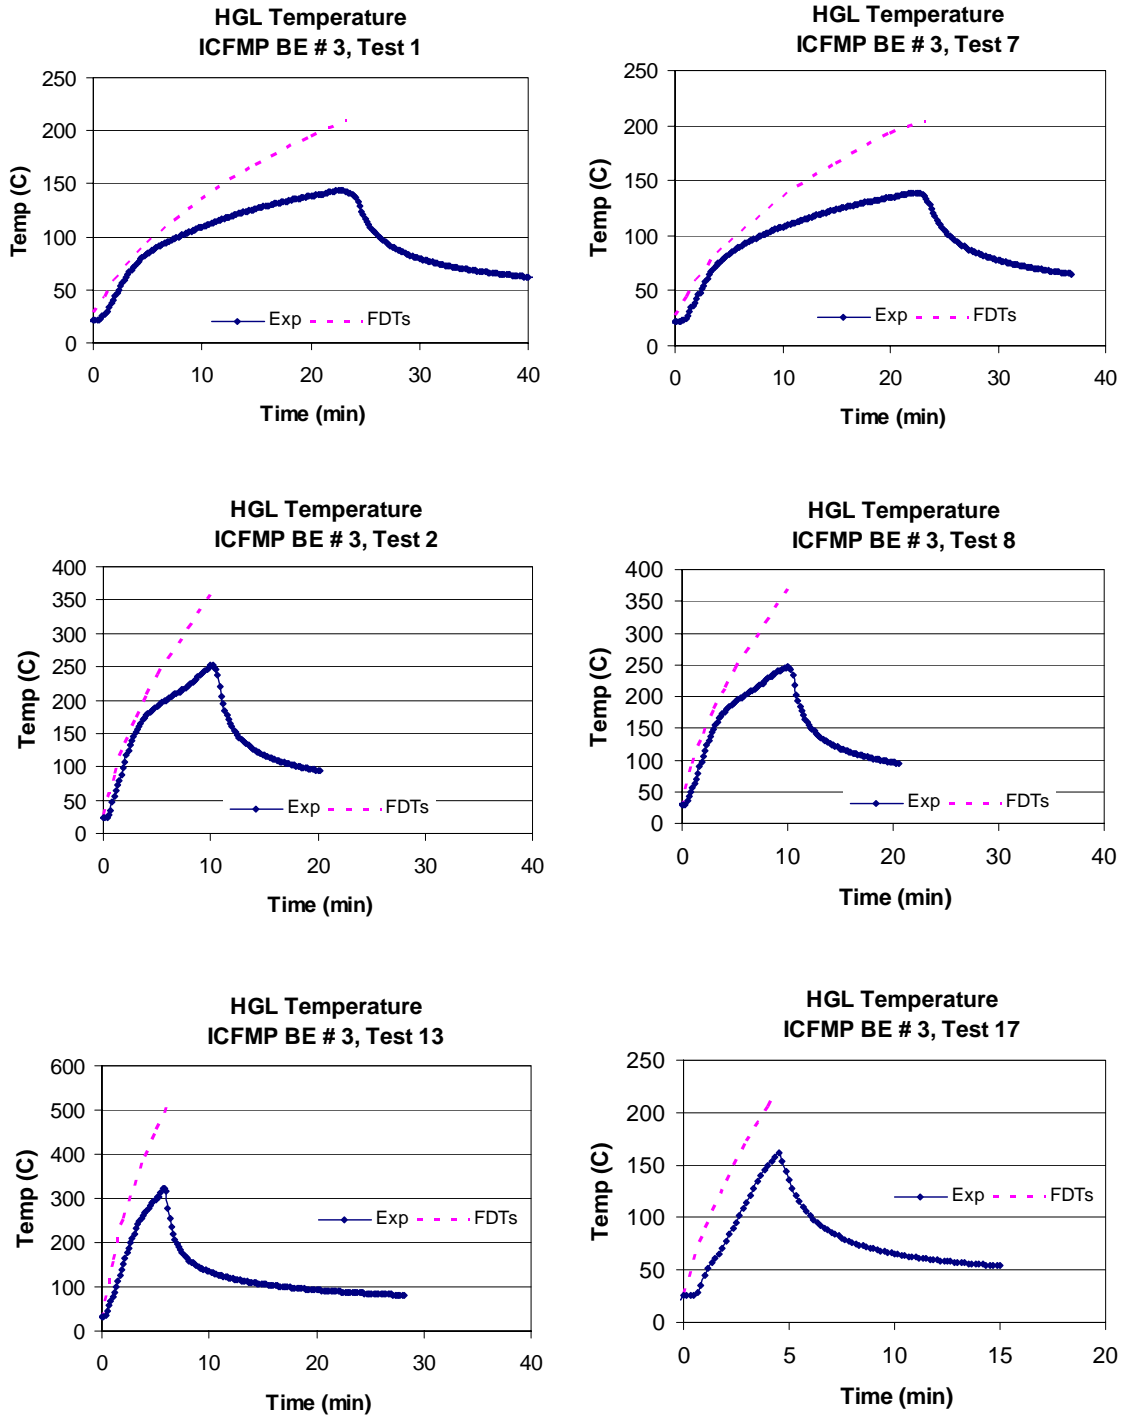 HGL Temperature
ICFMP BE # 3, Test 1
250
200
150
100
50
0
Temp (C)
Exp
FDTs
0 10 20 30 40
Time (min)
HGL Temperature
ICFMP BE # 3, Test 7
250
200
150
100
50
0
Temp (C)
Exp
FDTs
0 10 20 30 40
Time (min)
HGL Temperature
ICFMP BE # 3, Test 2
400
350
300
250
200
150
100
50
0
Temp (C)
Exp
FDTs
0 10 20 30 40
Time (min)
HGL Temperature
ICFMP BE # 3, Test 8
400
350
300
250
200
150
100
50
0
Temp (C)
Exp
FDTs
0 10 20 30 40
Time (min)
HGL Temperature
ICFMP BE # 3, Test 13
600
500
400
300
200
100
0
Temp (C)
Exp
FDTs
0 10 20 30 40
Time (min)
HGL Temperature
ICFMP BE # 3, Test 17
250
200
150
100
50
0
Temp (C)
Exp
FDTs
0 5 10 15 20
Time (min)